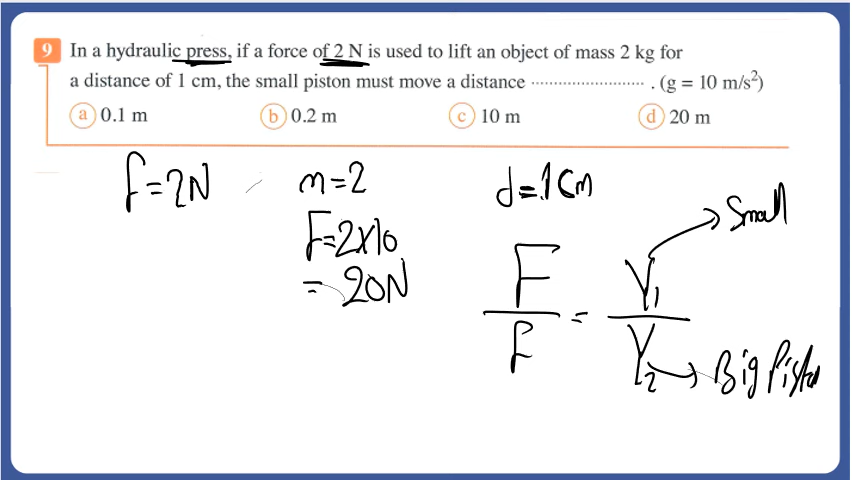 9 In a hydraulic press, if a force of 2 N is used to lift an object of mass 2 kg for
a distance of 1 cm, the small piston must move a distance ........................ . (g = 10 m/s²)
a 0.1 m b 0.2 m c 10 m d 20 m
f=2N m=2 d=1cm
F=2x10
= 20N
F/f = y₁/y₂
Small
Big Piston